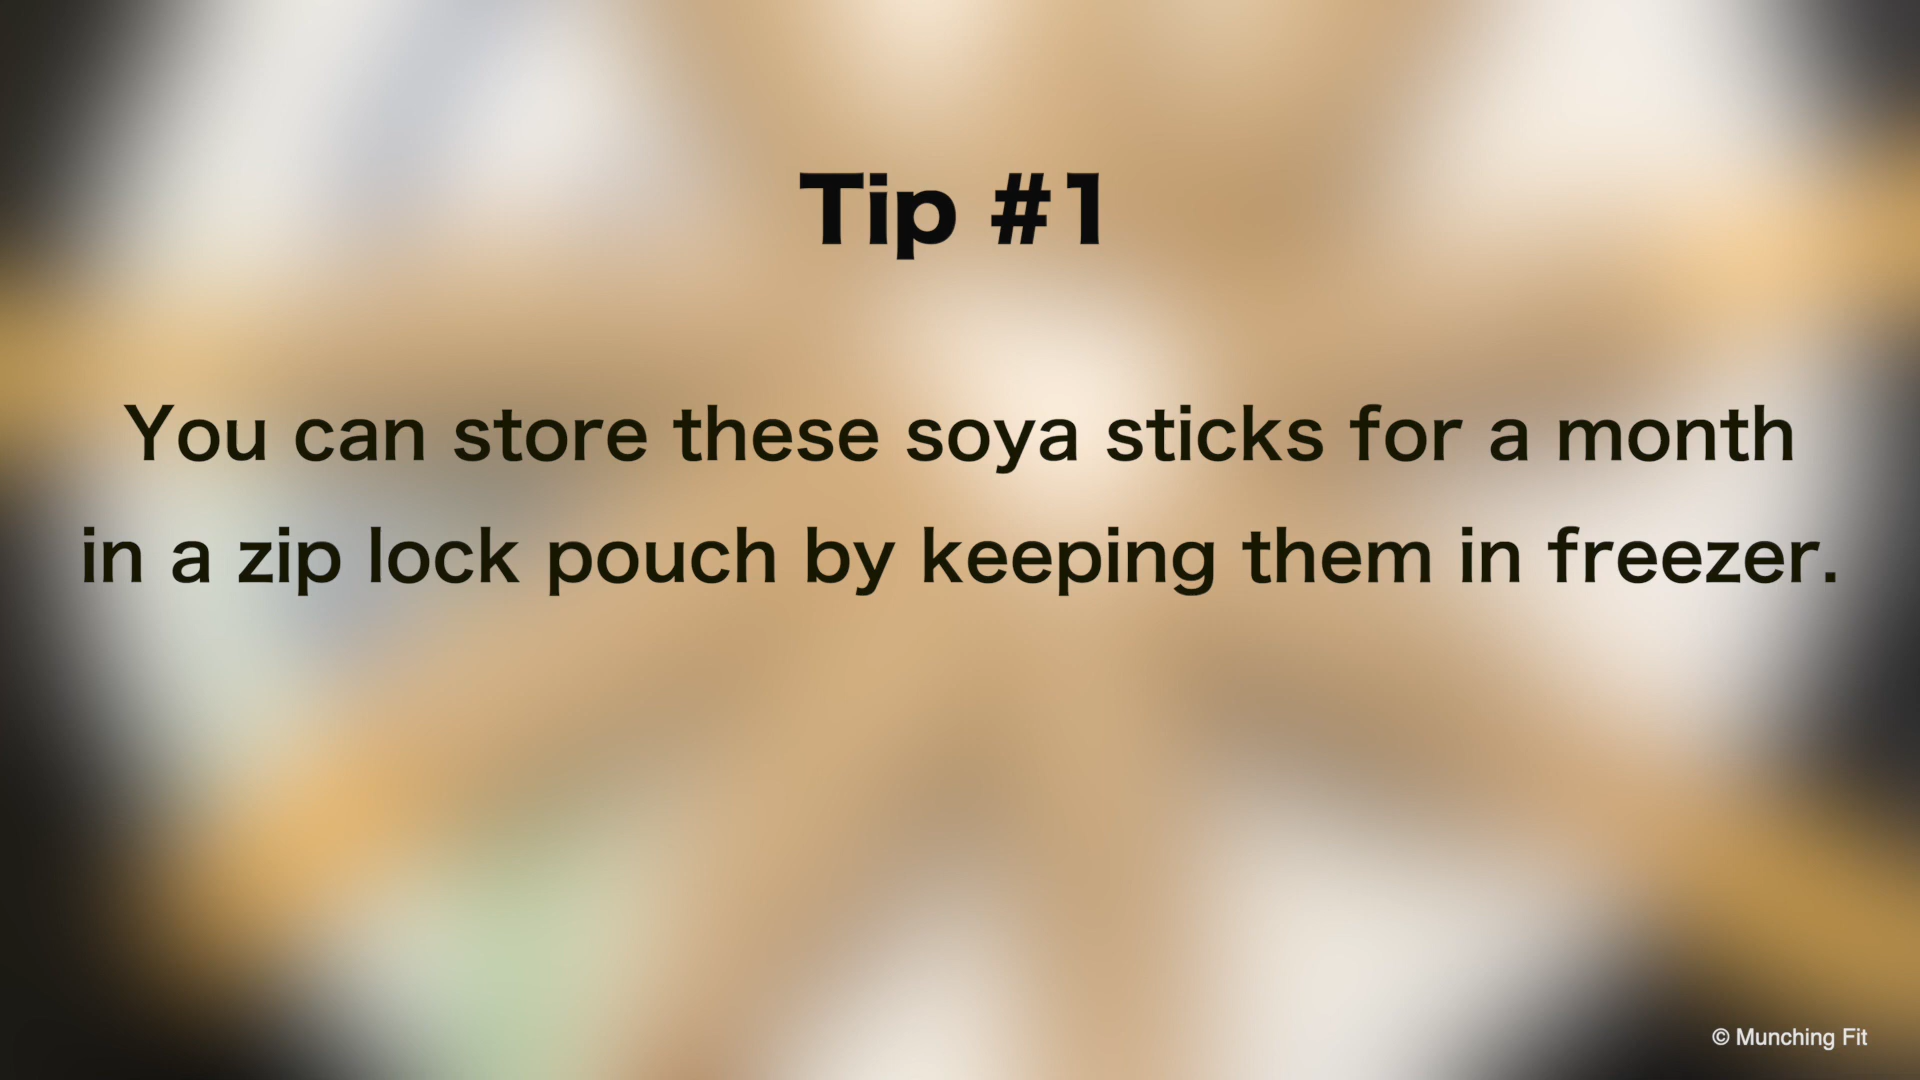 Tip #1
You can store these soya sticks for a month
in a zip lock pouch by keeping them in freezer.
© Munching Fit